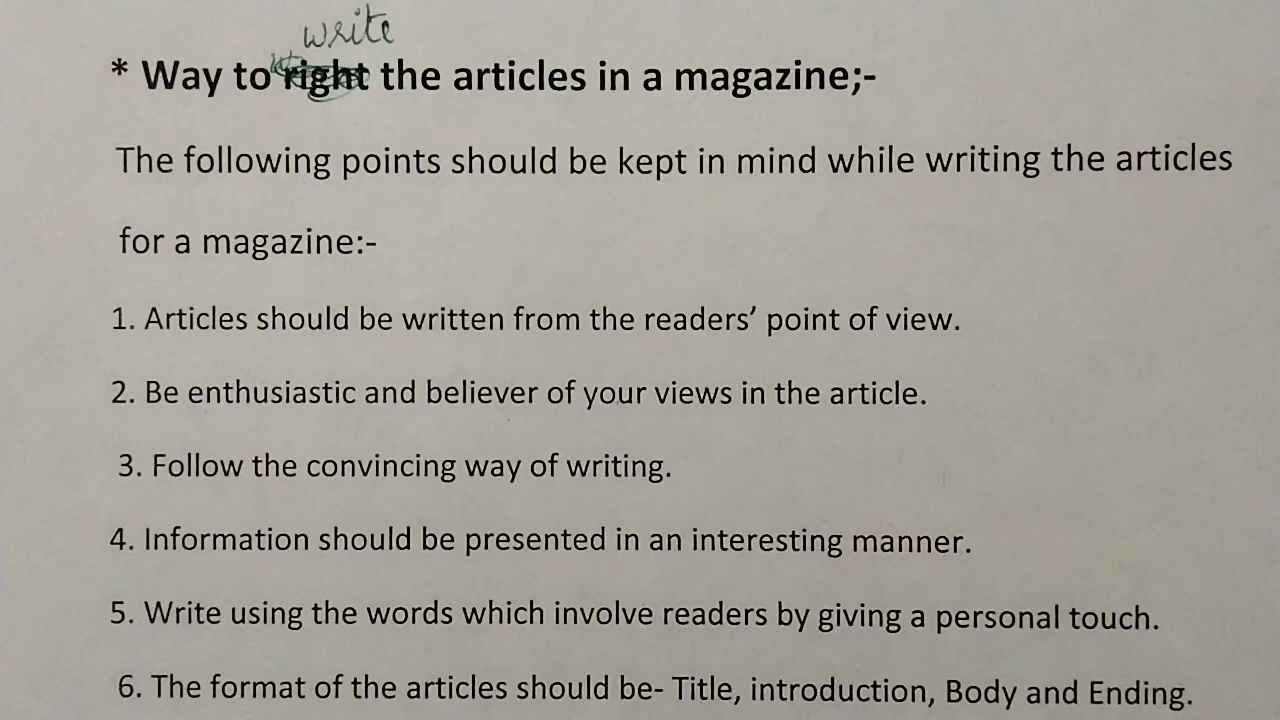 write
* Way to right the articles in a magazine;-
The following points should be kept in mind while writing the articles
for a magazine:-
1. Articles should be written from the readers’ point of view.
2. Be enthusiastic and believer of your views in the article.
3. Follow the convincing way of writing.
4. Information should be presented in an interesting manner.
5. Write using the words which involve readers by giving a personal touch.
6. The format of the articles should be- Title, introduction, Body and Ending.